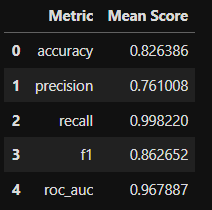 Metric Mean Score
0 accuracy 0.826386
1 precision 0.761008
2 recall 0.998220
3 f1 0.862652
4 roc_auc 0.967887